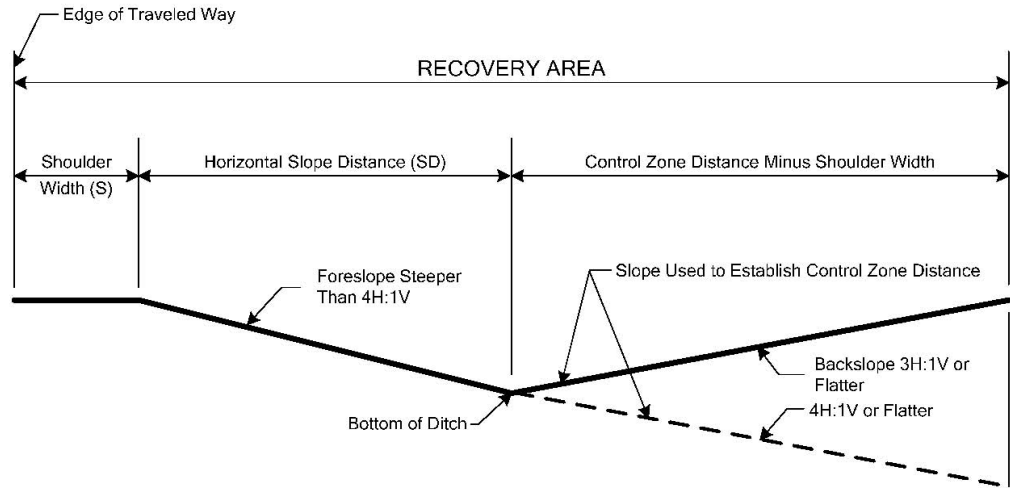 Edge of Traveled Way
RECOVERY AREA
Shoulder
Width (S)
Horizontal Slope Distance (SD)
Control Zone Distance Minus Shoulder Width
Foreslope Steeper
Than 4H:1V
Slope Used to Establish Control Zone Distance
Backslope 3H:1V or
Flatter
4H:1V or Flatter
Bottom of Ditch